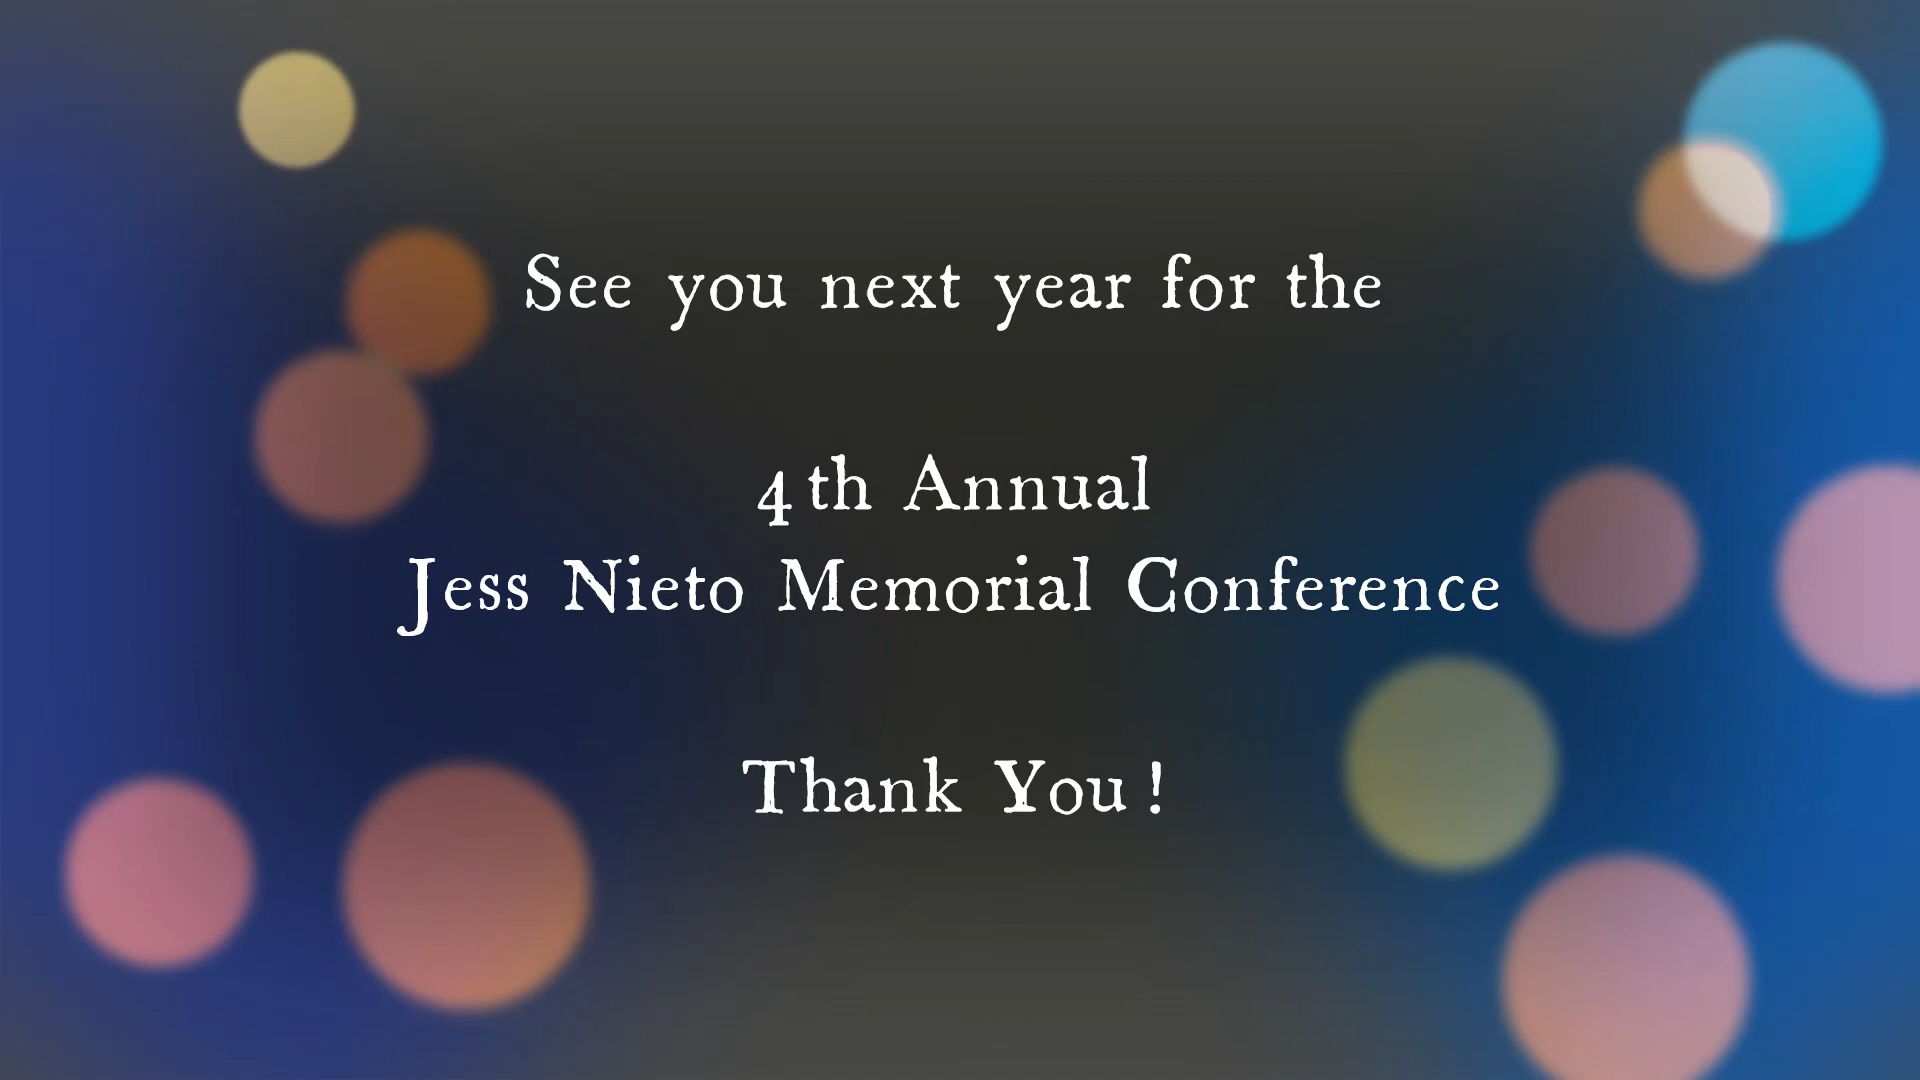 See you next year for the
4th Annual
Jess Nieto Memorial Conference
Thank You!